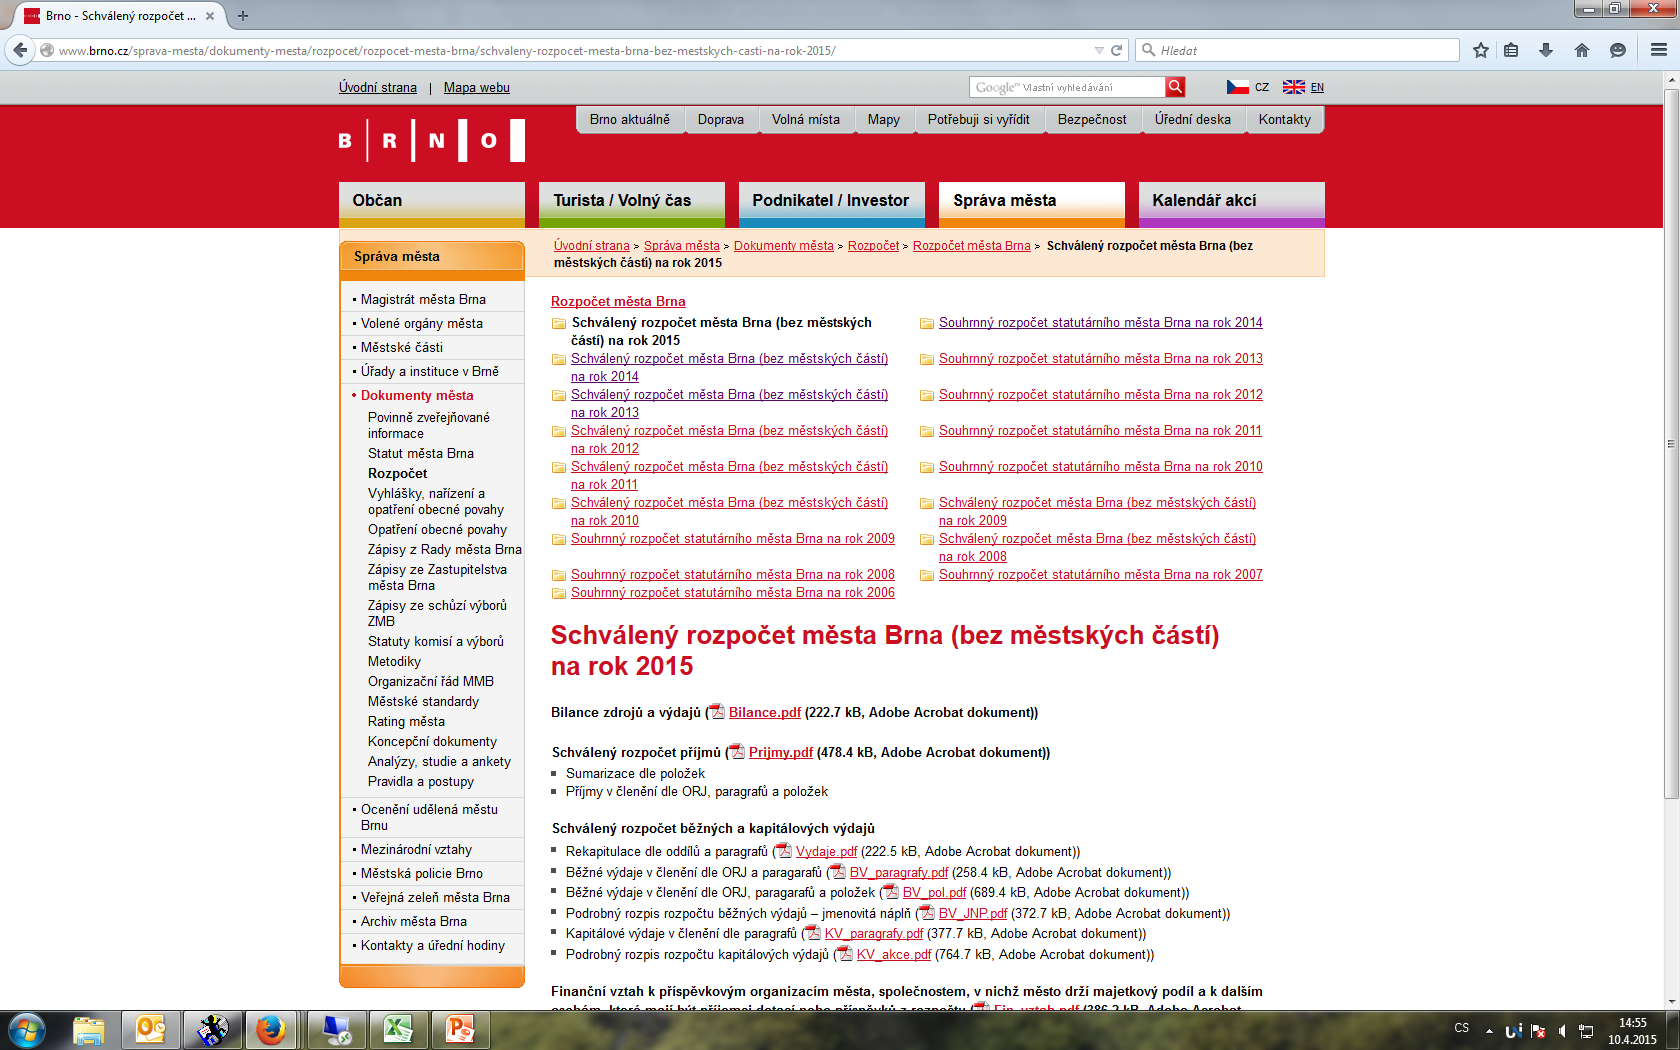 Brno - Schválený rozpočet ...
www.brno.cz/sprava-mesta/dokumenty-mesta/rozpocet/rozpocet-mesta-brna/schvaleny-rozpocet-mesta-brna-bez-mestskych-casti-na-rok-2015/
Hledat
Úvodní strana | Mapa webu
Google™ Vlastní vyhledávání
CZ EN
Brno aktuálně Doprava Volná místa Mapy Potřebuji si vyřídit Bezpečnost Úřední deska Kontakty
BRNO
Občan Turista / Volný čas Podnikatel / Investor Správa města Kalendář akcí
Úvodní strana » Správa města » Dokumenty města » Rozpočet » Rozpočet města Brna » Schválený rozpočet města Brna (bez
městských částí) na rok 2015
Správa města
Magistrát města Brna
Volené orgány města
Městské části
Úřady a instituce v Brně
Dokumenty města
Povinně zveřejňované
informace
Statut města Brna
Rozpočet
Vyhlášky, nařízení a
opatření obecné povahy
Opatření obecné povahy
Zápisy z Rady města Brna
Zápisy ze Zastupitelstva
města Brna
Zápisy ze schůzí výborů
ZMB
Statuty komisí a výborů
Metodiky
Organizační řád MMB
Městské standardy
Rating města
Koncepční dokumenty
Analýzy, studie a ankety
Pravidla a postupy
Ocenění udělená městu
Brnu
Mezinárodní vztahy
Městská policie Brno
Veřejná zeleň města Brna
Archiv města Brna
Kontakty a úřední hodiny
Rozpočet města Brna
Schválený rozpočet města Brna (bez městských
částí) na rok 2015
Souhrnný rozpočet statutárního města Brna na rok 2014
Schválený rozpočet města Brna (bez městských částí)
na rok 2014
Souhrnný rozpočet statutárního města Brna na rok 2013
Schválený rozpočet města Brna (bez městských částí)
na rok 2013
Souhrnný rozpočet statutárního města Brna na rok 2012
Schválený rozpočet města Brna (bez městských částí)
na rok 2012
Souhrnný rozpočet statutárního města Brna na rok 2011
Schválený rozpočet města Brna (bez městských částí)
na rok 2011
Souhrnný rozpočet statutárního města Brna na rok 2010
Schválený rozpočet města Brna (bez městských částí)
na rok 2010
Schválený rozpočet města Brna (bez městských částí)
na rok 2009
Souhrnný rozpočet statutárního města Brna na rok 2009
Schválený rozpočet města Brna (bez městských částí)
na rok 2008
Souhrnný rozpočet statutárního města Brna na rok 2008
Souhrnný rozpočet statutárního města Brna na rok 2007
Souhrnný rozpočet statutárního města Brna na rok 2006
Schválený rozpočet města Brna (bez městských částí)
na rok 2015
Bilance zdrojů a výdajů (Bilance.pdf (222.7 kB, Adobe Acrobat dokument))
Schválený rozpočet příjmů (Prijmy.pdf (478.4 kB, Adobe Acrobat dokument))
Sumarizace dle položek
Příjmy v členění dle ORJ, paragrafů a položek
Schválený rozpočet běžných a kapitálových výdajů
Rekapitulace dle oddílů a paragrafů (Vydaje.pdf (222.5 kB, Adobe Acrobat dokument))
Běžné výdaje v členění dle ORJ a paragarafů (BV_paragrafy.pdf (258.4 kB, Adobe Acrobat dokument))
Běžné výdaje v členění dle ORJ, paragarafů a položek (BV_pol.pdf (689.4 kB, Adobe Acrobat dokument))
Podrobný rozpis rozpočtu běžných výdajů – jmenovitá náplň (BV_JNP.pdf (372.7 kB, Adobe Acrobat dokument))
Kapitálové výdaje v členění dle paragrafů (KV_paragrafy.pdf (377.7 kB, Adobe Acrobat dokument))
Podrobný rozpis rozpočtu kapitálových výdajů (KV_akce.pdf (764.7 kB, Adobe Acrobat dokument))
Finanční vztah k příspěvkovým organizacím města, společnostem, v nichž město drží majetkový podíl a k dalším
osobám, které mají být příjemci dotací nebo příspěvků z rozpočtu (Fin_vztah.pdf (286.2 kB, Adobe Acrobat
CS
14:55
10.4.2015